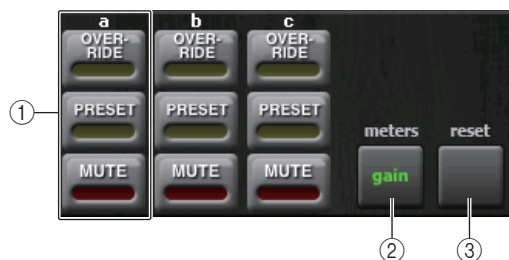 a b c
OVER-
RIDE
OVER-
RIDE
OVER-
RIDE
PRESET PRESET PRESET
MUTE MUTE MUTE
meters reset
gain
① ② ③